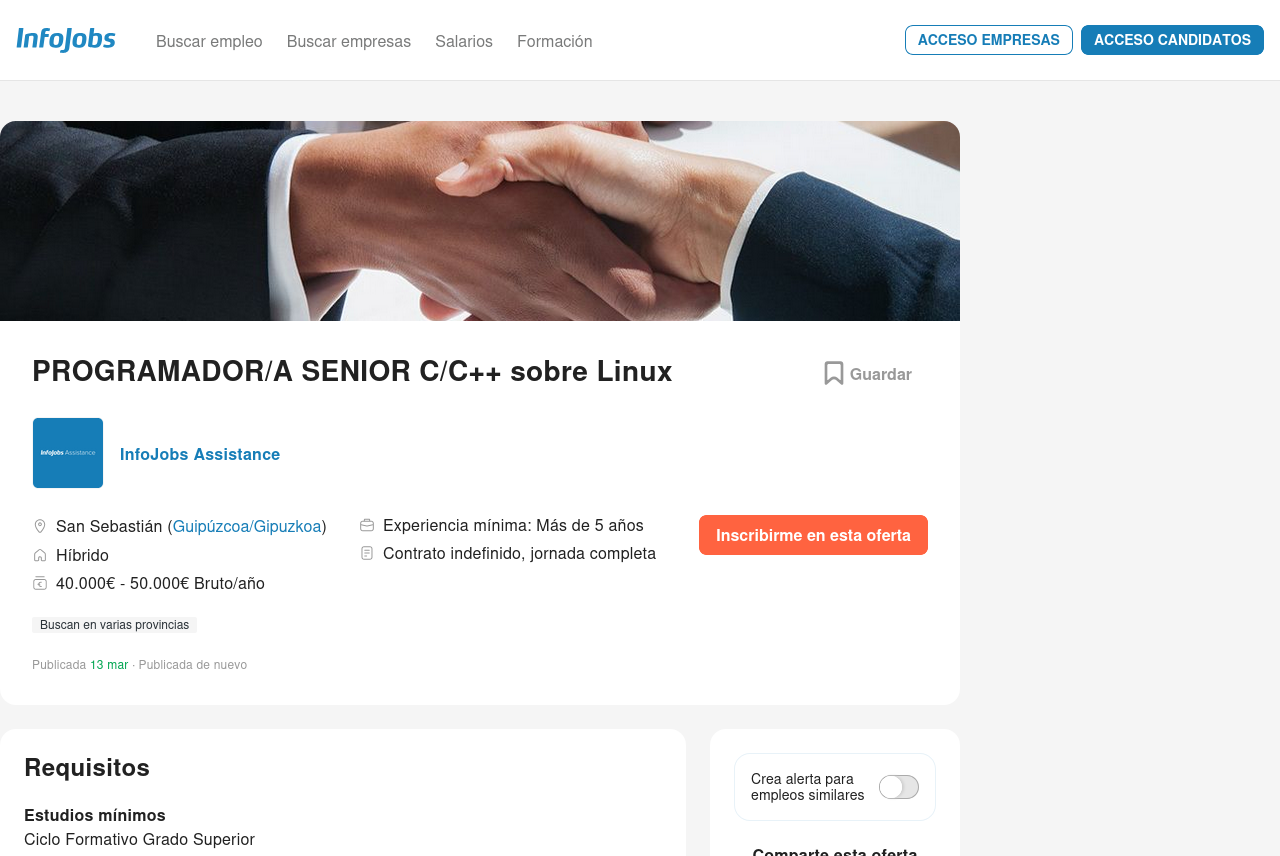 InfoJobs
Buscar empleo
Buscar empresas
Salarios
Formación
ACCESO EMPRESAS
ACCESO CANDIDATOS
PROGRAMADOR/A SENIOR C/C++ sobre Linux
Guardar
InfoJobs Assistance
InfoJobs Assistance
San Sebastián (Guipúzcoa/Gipuzkoa)
Híbrido
40.000€ - 50.000€ Bruto/año
Experiencia mínima: Más de 5 años
Contrato indefinido, jornada completa
Inscribirme en esta oferta
Buscan en varias provincias
Publicada 13 mar · Publicada de nuevo
Requisitos
Estudios mínimos
Ciclo Formativo Grado Superior
Crea alerta para
empleos similares
Comparte esta oferta